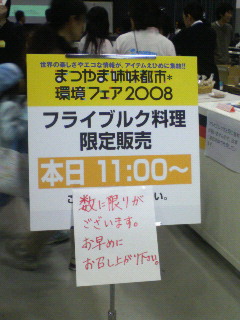 世界の楽しさやエコな情報が、アイテムえひめに集結!!
まつやま姉妹都市*
環境フェア2008
フライブルク料理
限定販売
本日 11:00～
い。
数に限りが
ございます。
お早めに
お召し上がり下さい。